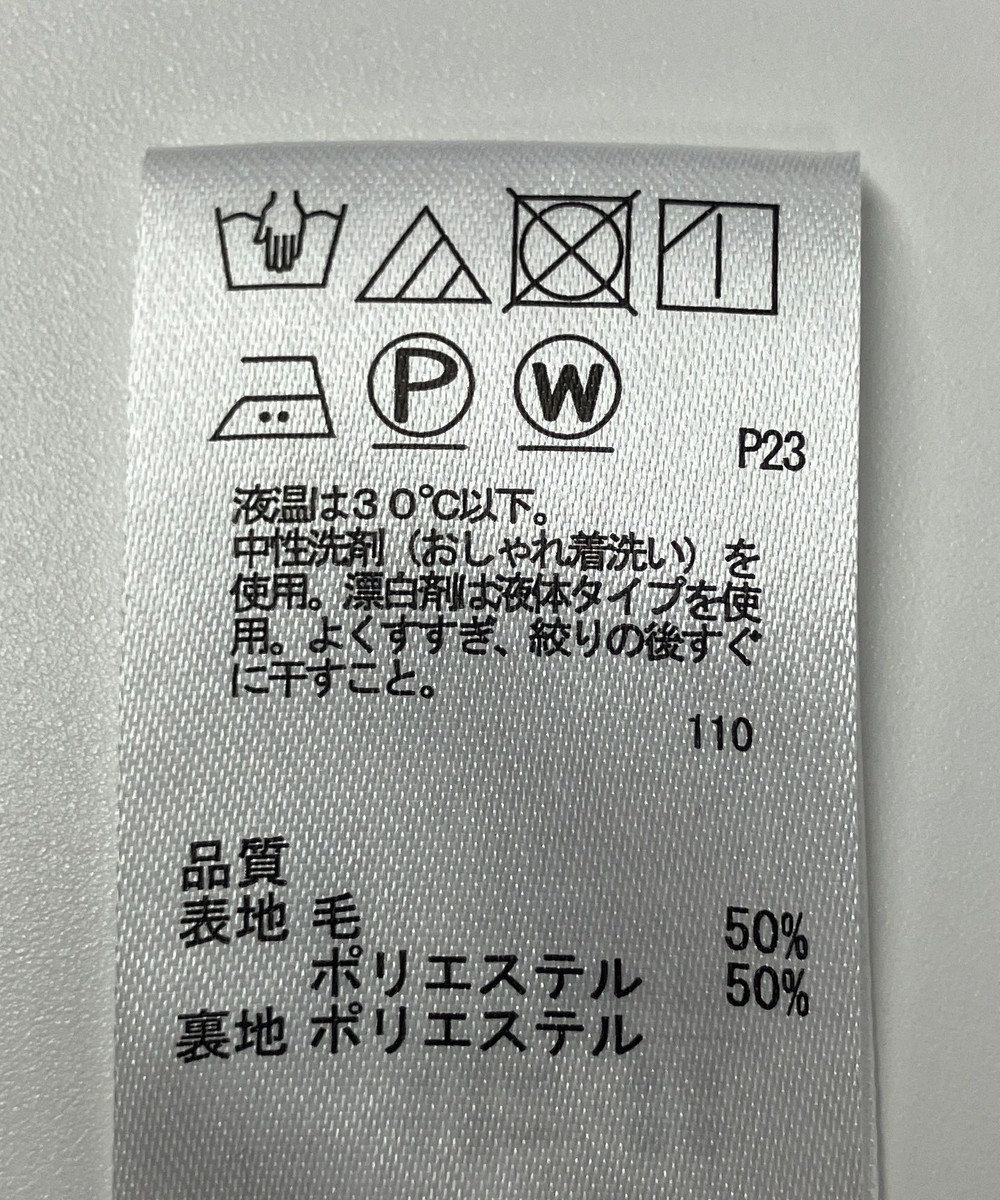 P W
P23
液温は30℃以下。
中性洗剤（おしゃれ着洗い）を
使用。漂白剤は液体タイプを使
用。よくすすぎ、絞りの後すぐ
に干すこと。
110
品質
表地 毛 50%
ポリエステル 50%
裏地 ポリエステル